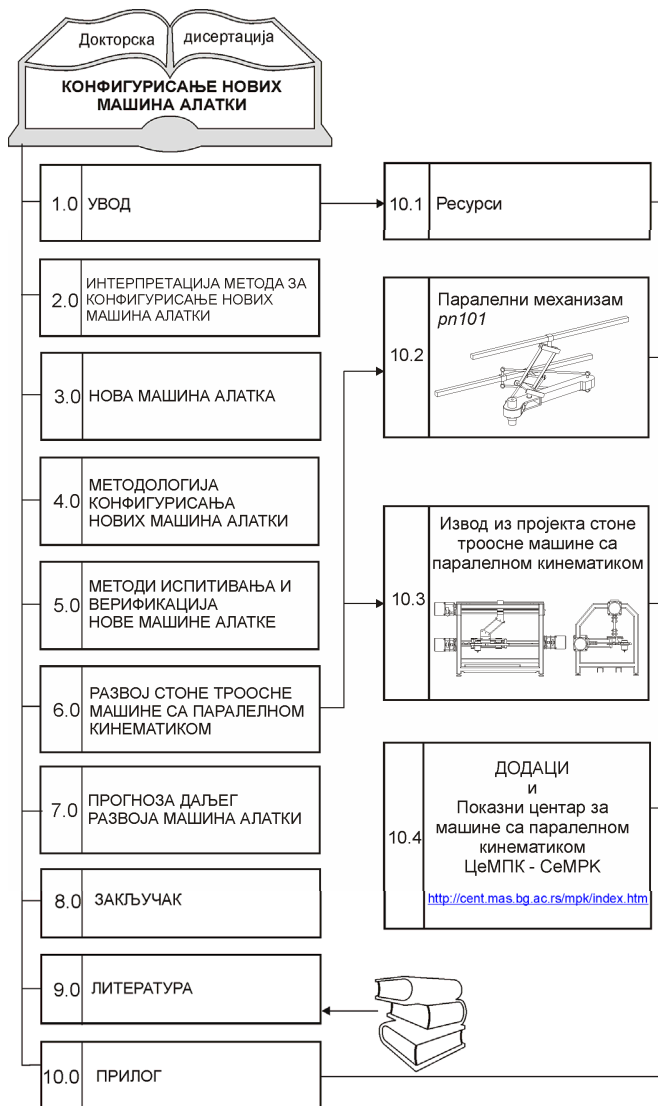 Докторска дисертација
КОНФИГУРИСАЊЕ НОВИХ
МАШИНА АЛАТКИ
1.0 УВОД
2.0 ИНТЕРПРЕТАЦИЈА МЕТОДА ЗА
КОНФИГУРИСАЊЕ НОВИХ
МАШИНА АЛАТКИ
3.0 НОВА МАШИНА АЛАТКА
4.0 МЕТОДОЛОГИЈА
КОНФИГУРИСАЊА
НОВИХ МАШИНА АЛАТКИ
5.0 МЕТОДИ ИСПИТИВАЊА И
ВЕРИФИКАЦИЈА
НОВЕ МАШИНЕ АЛАТКЕ
6.0 РАЗВОЈ СТОНЕ ТРООСНЕ
МАШИНЕ СА ПАРАЛЕЛНОМ
КИНЕМАТИКОМ
7.0 ПРОГНОЗА ДАЉЕГ
РАЗВОЈА МАШИНА АЛАТКИ
8.0 ЗАКЉУЧАК
9.0 ЛИТЕРАТУРА
10.0 ПРИЛОГ
10.1 Ресурси
10.2 Паралелни механизам
pn101
10.3 Извод из пројекта стоне
троосне машине са
паралелном кинематиком
10.4 ДОДАЦИ
и
Показни центар за
машине са паралелном
кинематиком
ЦеМПК - CeMPK
http://cent.mas.bg.ac.rs/mpk/index.htm